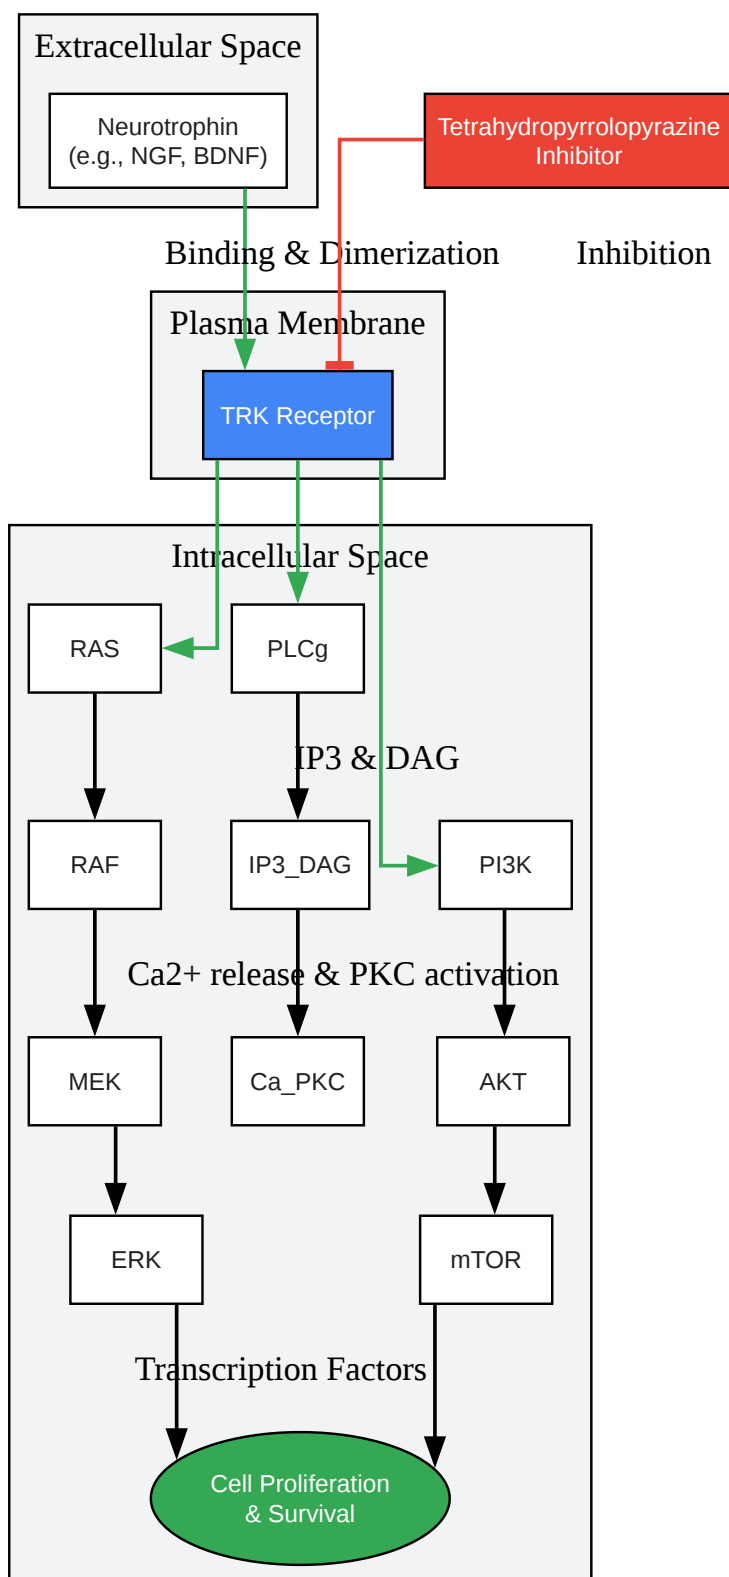 Extracellular Space
Neurotrophin
(e.g., NGF, BDNF)
Tetrahydropyrrolopyrazine
Inhibitor
Binding & Dimerization
Inhibition
Plasma Membrane
TRK Receptor
Intracellular Space
RAS
PLCg
IP3 & DAG
RAF
IP3_DAG
PI3K
Ca2+ release & PKC activation
MEK
Ca_PKC
AKT
ERK
mTOR
Transcription Factors
Cell Proliferation
& Survival